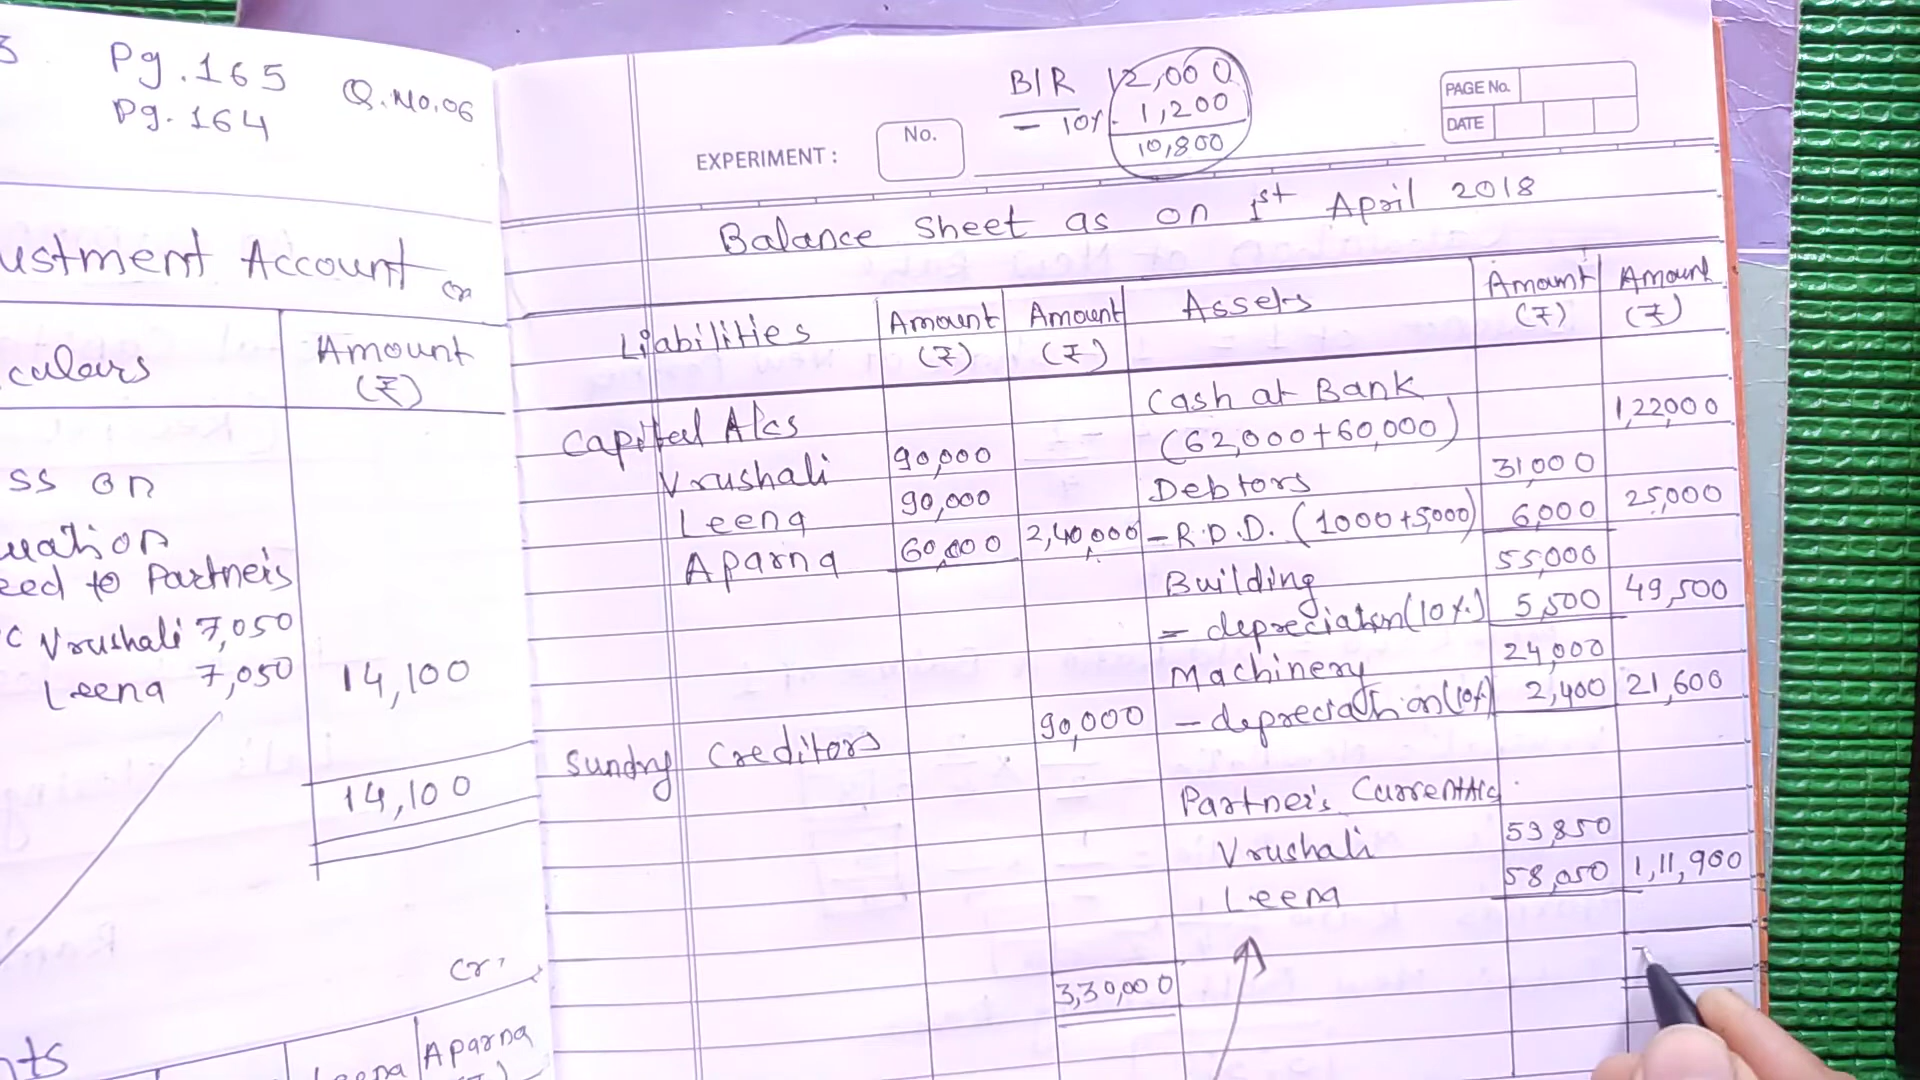 3 Pg.165 Q.No.06
Pg.164
ustment Account
cr
culars Amount
(₹)
ss on
uation
eed to Partner's
C Vrushali 7,050
Leena 7,050 14,100
14,100
cr.
nts
Leena Aparna
B/R 12,000
- 10%. 1,200
10,800
EXPERIMENT :
No.
PAGE No.
DATE
Balance Sheet as on 1st April 2018
Liabilities Amount (₹) Amount (₹) Assets Amount (₹) Amount (₹)
Capital A/cs Cash at Bank
(62,000+60,000) 1,22000
Vrushali 90,000 Debtors 31,000
Leena 90,000 - R.D.D. (1000+5,000) 6,000 25,000
Aparna 60,000 2,40,000 Building 55,000
- depreciation (10%.) 5,500 49,500
Machinery 24,000
Sundry Creditors 90,000 - depreciation (10%) 2,400 21,600
Partner's Current A/c
Vrushali 53,850
Leena 58,050 1,11,900
3,30,000